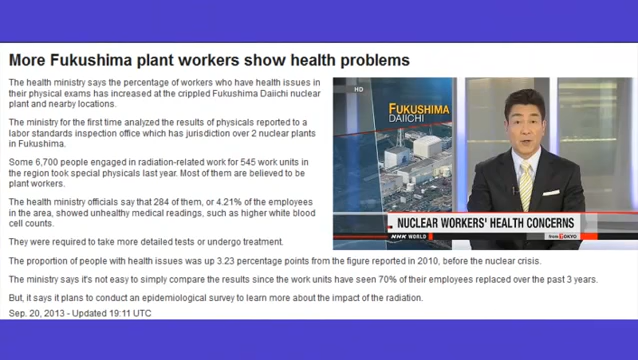 More Fukushima plant workers show health problems
The health ministry says the percentage of workers who have health issues in
their physical exams has increased at the crippled Fukushima Daiichi nuclear
plant and nearby locations.
The ministry for the first time analyzed the results of physicals reported to a
labor standards inspection office which has jurisdiction over 2 nuclear plants
in Fukushima.
Some 6,700 people engaged in radiation-related work for 545 work units in
the region took special physicals last year. Most of them are believed to be
plant workers.
The health ministry officials say that 284 of them, or 4.21% of the employees
in the area, showed unhealthy medical readings, such as higher white blood
cell counts.
They were required to take more detailed tests or undergo treatment.
HD
FUKUSHIMA
DAIICHI
NUCLEAR WORKERS' HEALTH CONCERNS
NHK WORLD
from TOKYO
The proportion of people with health issues was up 3.23 percentage points from the figure reported in 2010, before the nuclear crisis.
The ministry says it's not easy to simply compare the results since the work units have seen 70% of their employees replaced over the past 3 years.
But, it says it plans to conduct an epidemiological survey to learn more about the impact of the radiation.
Sep. 20, 2013 - Updated 19:11 UTC